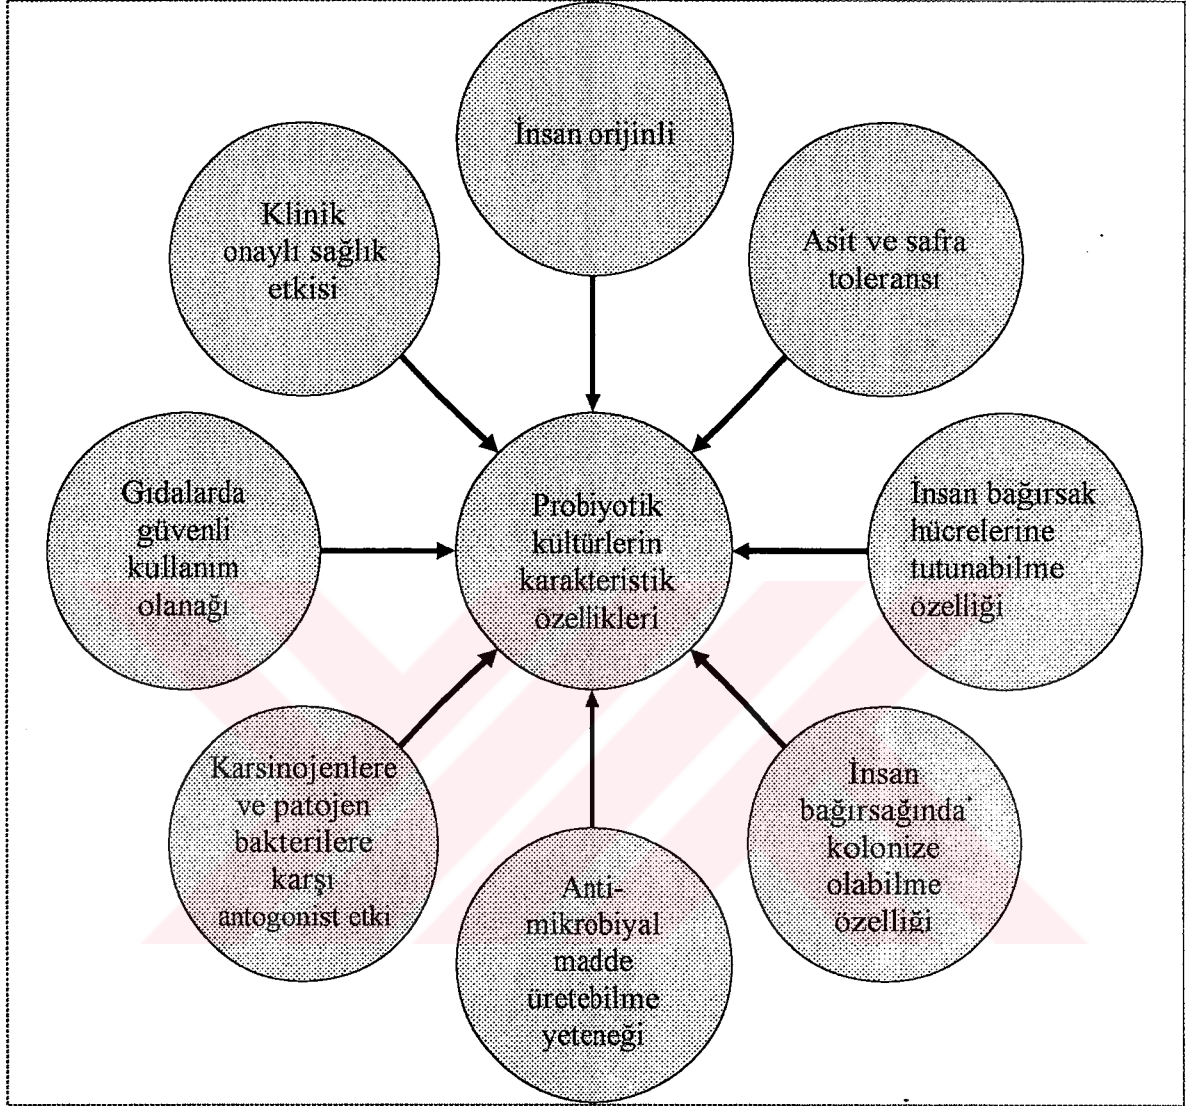 İnsan orijinli
Klinik
onaylı sağlık
etkisi
Asit ve safra
toleransı
Gıdalarda
güvenli
kullanım
olanağı
Probiyotik
kültürlerin
karakteristik
özellikleri
İnsan bağırsak
hücrelerine
tutunabilme
özelliği
Karsinojenlere
ve patojen
bakterilere
karşı
antogonist etki
Anti-
mikrobiyal
madde
üretebilme
yeteneği
İnsan
bağırsağında
kolonize
olabilme
özelliği